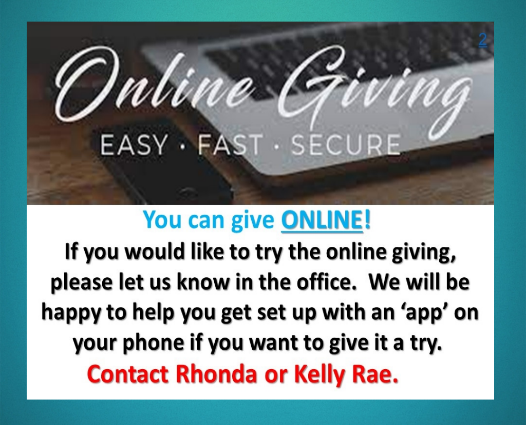 2
Online Giving
EASY · FAST · SECURE
You can give ONLINE!
If you would like to try the online giving,
please let us know in the office.  We will be
happy to help you get set up with an ‘app’ on
your phone if you want to give it a try.
Contact Rhonda or Kelly Rae.